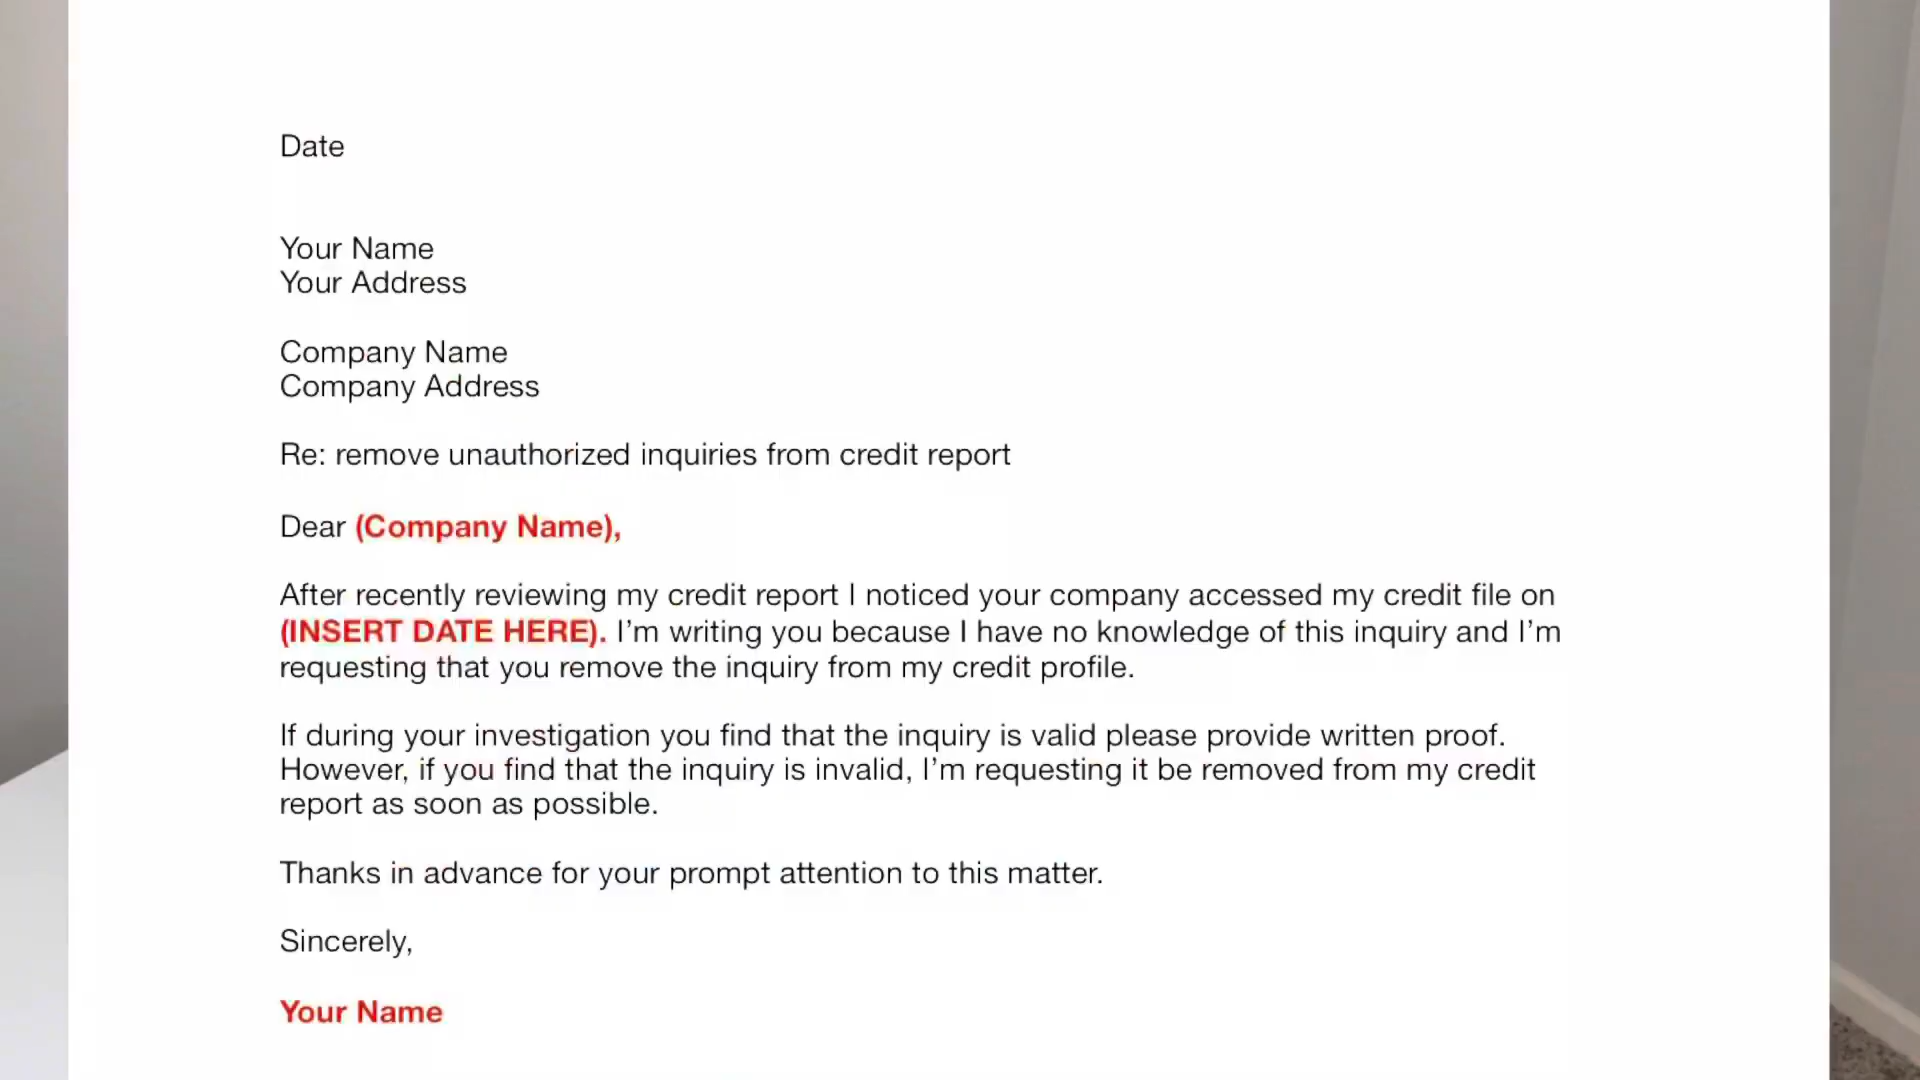 Date
Your Name
Your Address
Company Name
Company Address
Re: remove unauthorized inquiries from credit report
Dear (Company Name),
After recently reviewing my credit report I noticed your company accessed my credit file on
(INSERT DATE HERE). I’m writing you because I have no knowledge of this inquiry and I’m
requesting that you remove the inquiry from my credit profile.
If during your investigation you find that the inquiry is valid please provide written proof.
However, if you find that the inquiry is invalid, I’m requesting it be removed from my credit
report as soon as possible.
Thanks in advance for your prompt attention to this matter.
Sincerely,
Your Name